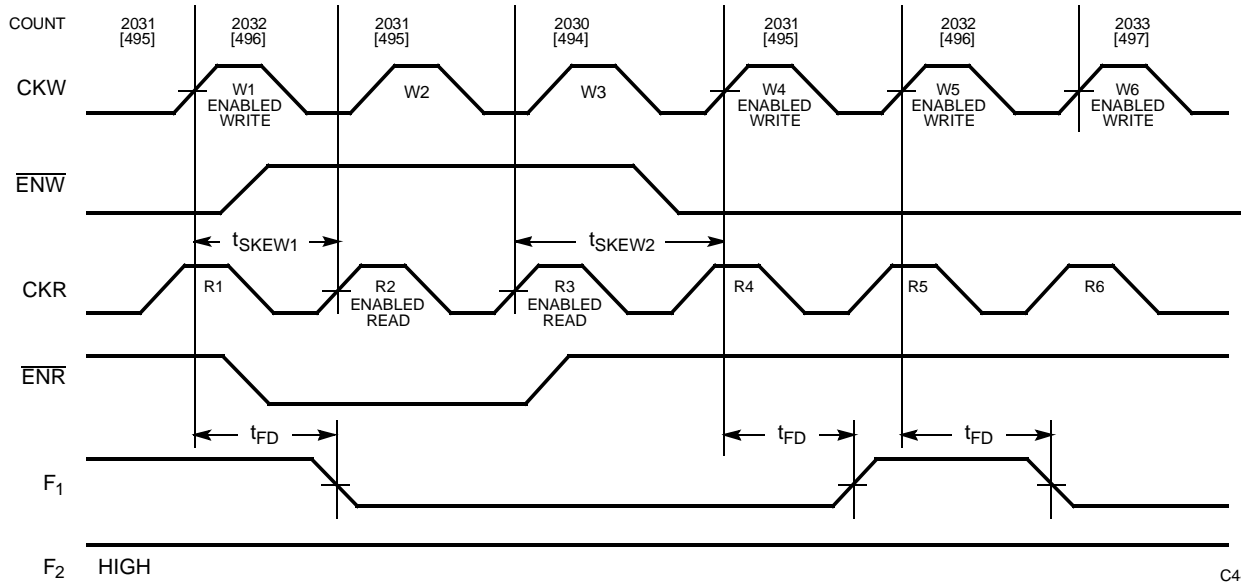 COUNT 2031 2032 2031 2030 2031 2032 2033
[495] [496] [495] [494] [495] [496] [497]
CKW W1 W2 W3 W4 W5 W6
ENABLED ENABLED ENABLED ENABLED
WRITE WRITE WRITE WRITE
ENW
tSKEW1 tSKEW2
CKR R1 R2 R3 R4 R5 R6
ENABLED ENABLED
READ READ
ENR
tFD tFD tFD
F1
F2 HIGH
C4